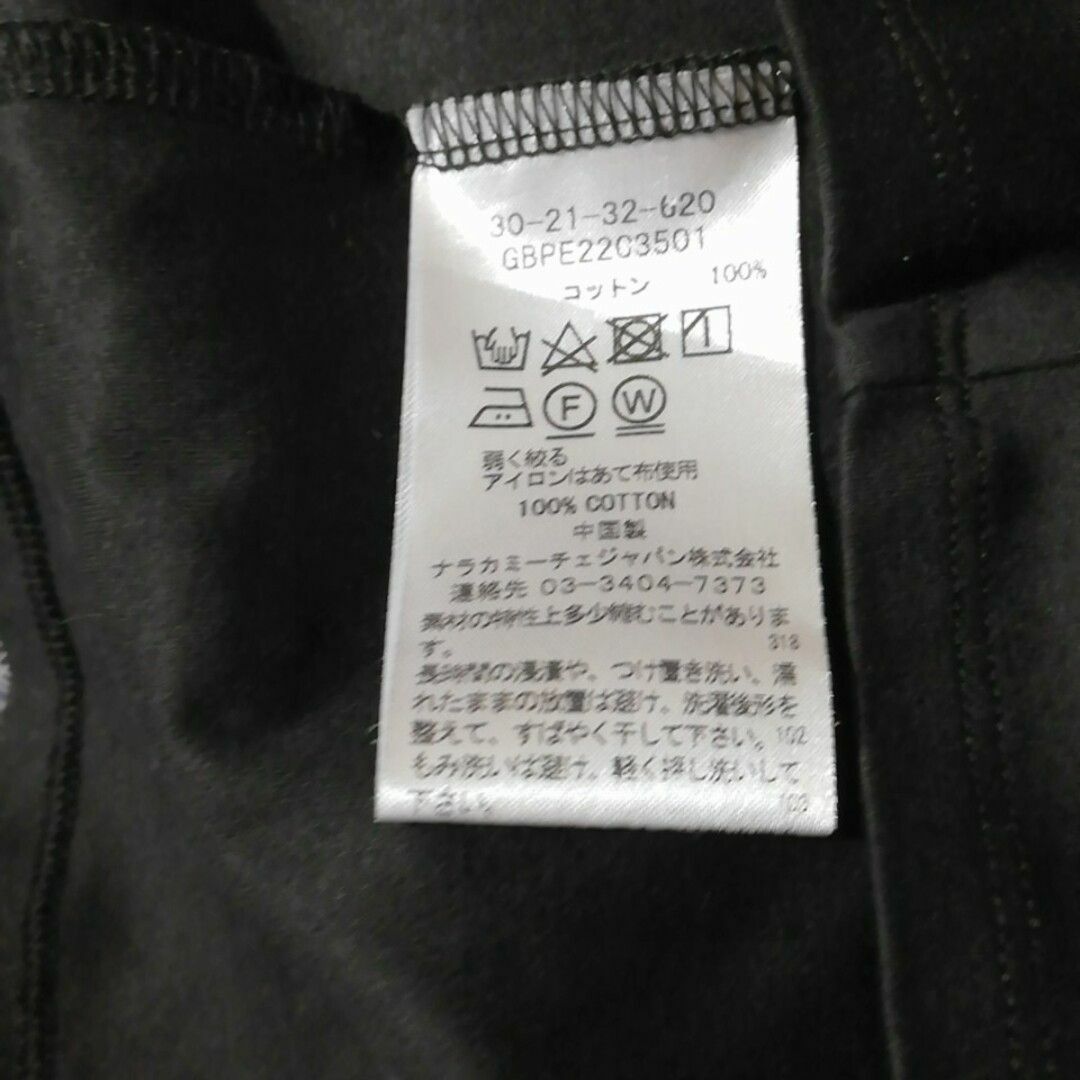 30-21-32-620
GBPE2203501
コットン 100%
F W
弱く絞る
アイロンはあて布使用
100% COTTON
中国製
ナラカミーチェジャパン株式会社
連絡先 03-3404-7373
素材の特性上多少縮むことがありま
す。 318
長時間の浸漬や、つけ置き洗い、濡
れたままの放置は避け、洗濯後形を
整えて、すばやく干して下さい。102
もみ洗いは避け、軽く押し洗いして
下さい。 103